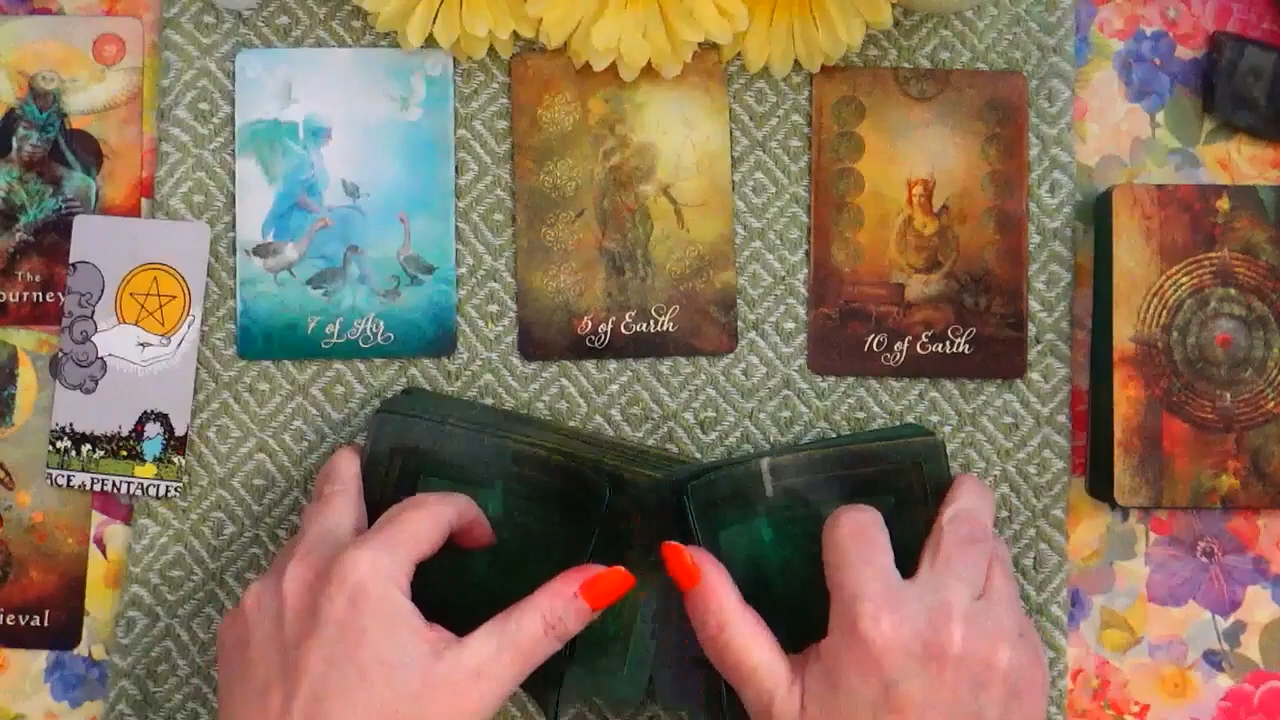 The
ourney
7 of Air
5 of Earth
10 of Earth
ACE of PENTACLES
ieval